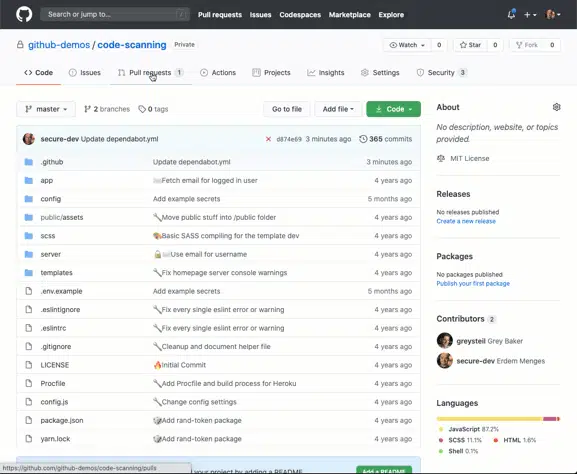 Search or jump to... / Pull requests Issues Codespaces Marketplace Explore
github-demos / code-scanning Private Watch 0 Star 0 Fork 0
Code Issues Pull requests 1 Actions Projects Insights Settings Security 3
master 2 branches 0 tags Go to file Add file Code
About
No description, website, or topics
provided.
MIT License
secure-dev Update dependabot.yml d874e69 3 minutes ago 365 commits
.github Update dependabot.yml 3 minutes ago
app Fetch email for logged in user 4 years ago
config Add example secrets 5 months ago
public/assets Move public stuff into /public folder 4 years ago
scss Basic SASS compiling for the template dev 4 years ago
server Use email for username 4 years ago
templates Fix homepage server console warnings 4 years ago
.env.example Add example secrets 5 months ago
.eslintignore Fix every single eslint error or warning 4 years ago
.eslintrc Fix every single eslint error or warning 4 years ago
.gitignore Cleanup and document helper file 4 years ago
LICENSE Initial Commit 4 years ago
Procfile Add Procfile and build process for Heroku 4 years ago
config.js Change config settings 4 years ago
package.json Add rand-token package 4 years ago
yarn.lock Add rand-token package 4 years ago
Releases
No releases published
Create a new release
Packages
No packages published
Publish your first package
Contributors 2
greysteil Grey Baker
secure-dev Erdem Menges
Languages
JavaScript 87.2%
SCSS 11.1% HTML 1.6%
Shell 0.1%
https://github.com/github-demos/code-scanning/pulls
your project by adding a README. Add a README